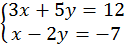 3x + 5y = 12
x − 2y = −7